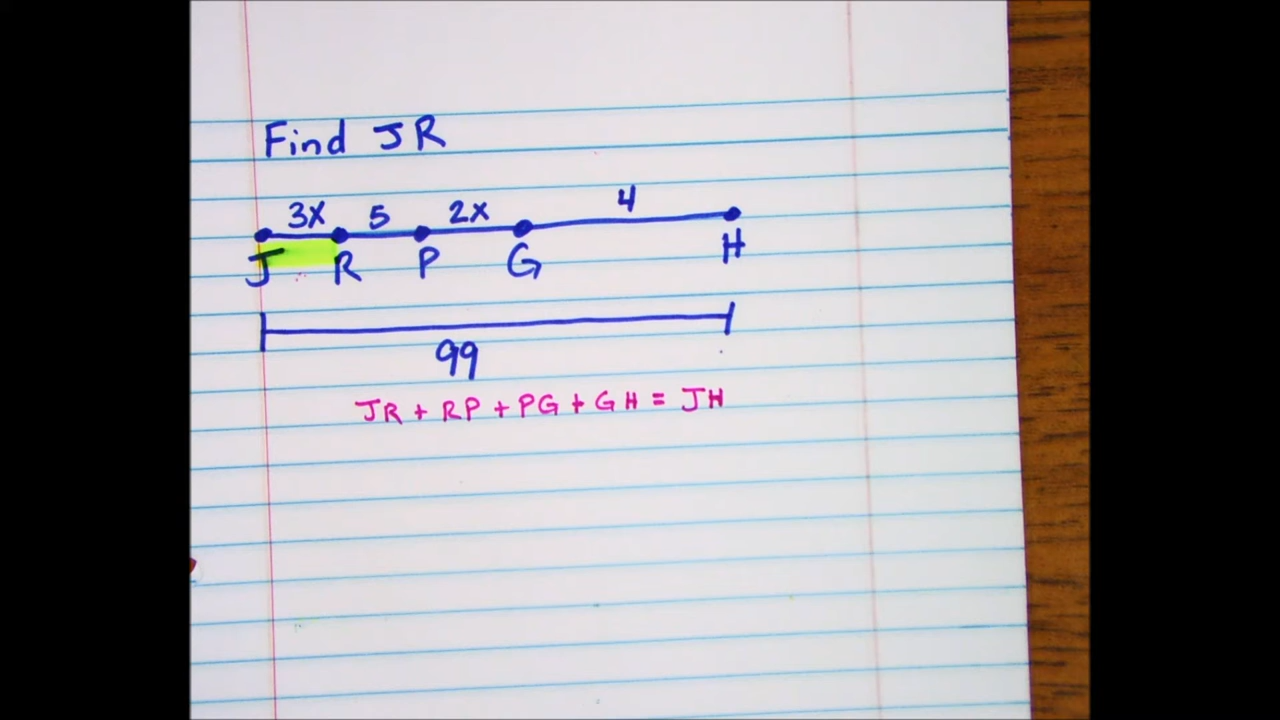 Find JR
3x 5 2x 4
J R P G H
99
JR + RP + PG + GH = JH